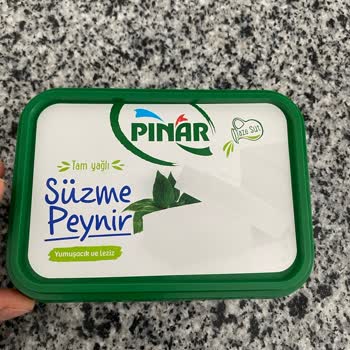 PINAR
Taze Süt
Tam yağlı
Süzme
Peynir
Yumuşacık ve leziz